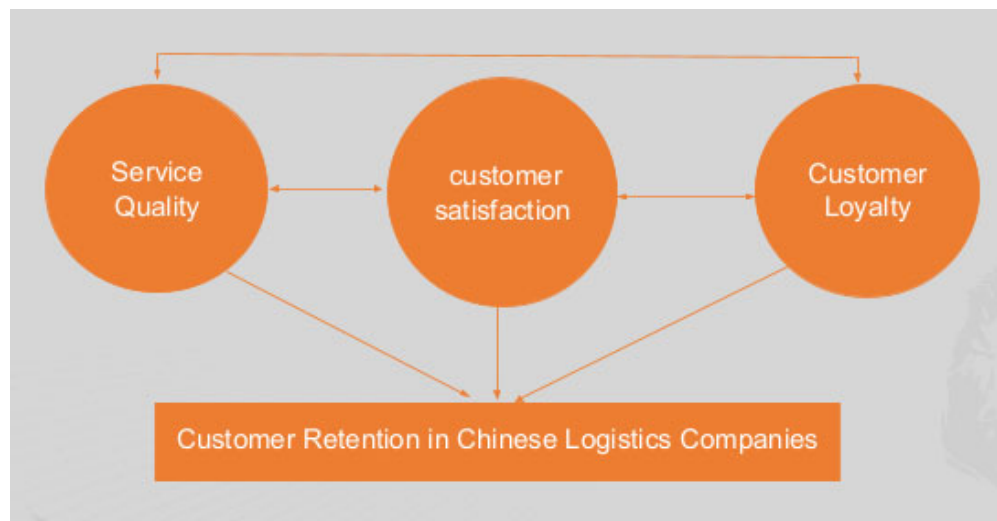 Service
Quality
customer
satisfaction
Customer
Loyalty
Customer Retention in Chinese Logistics Companies